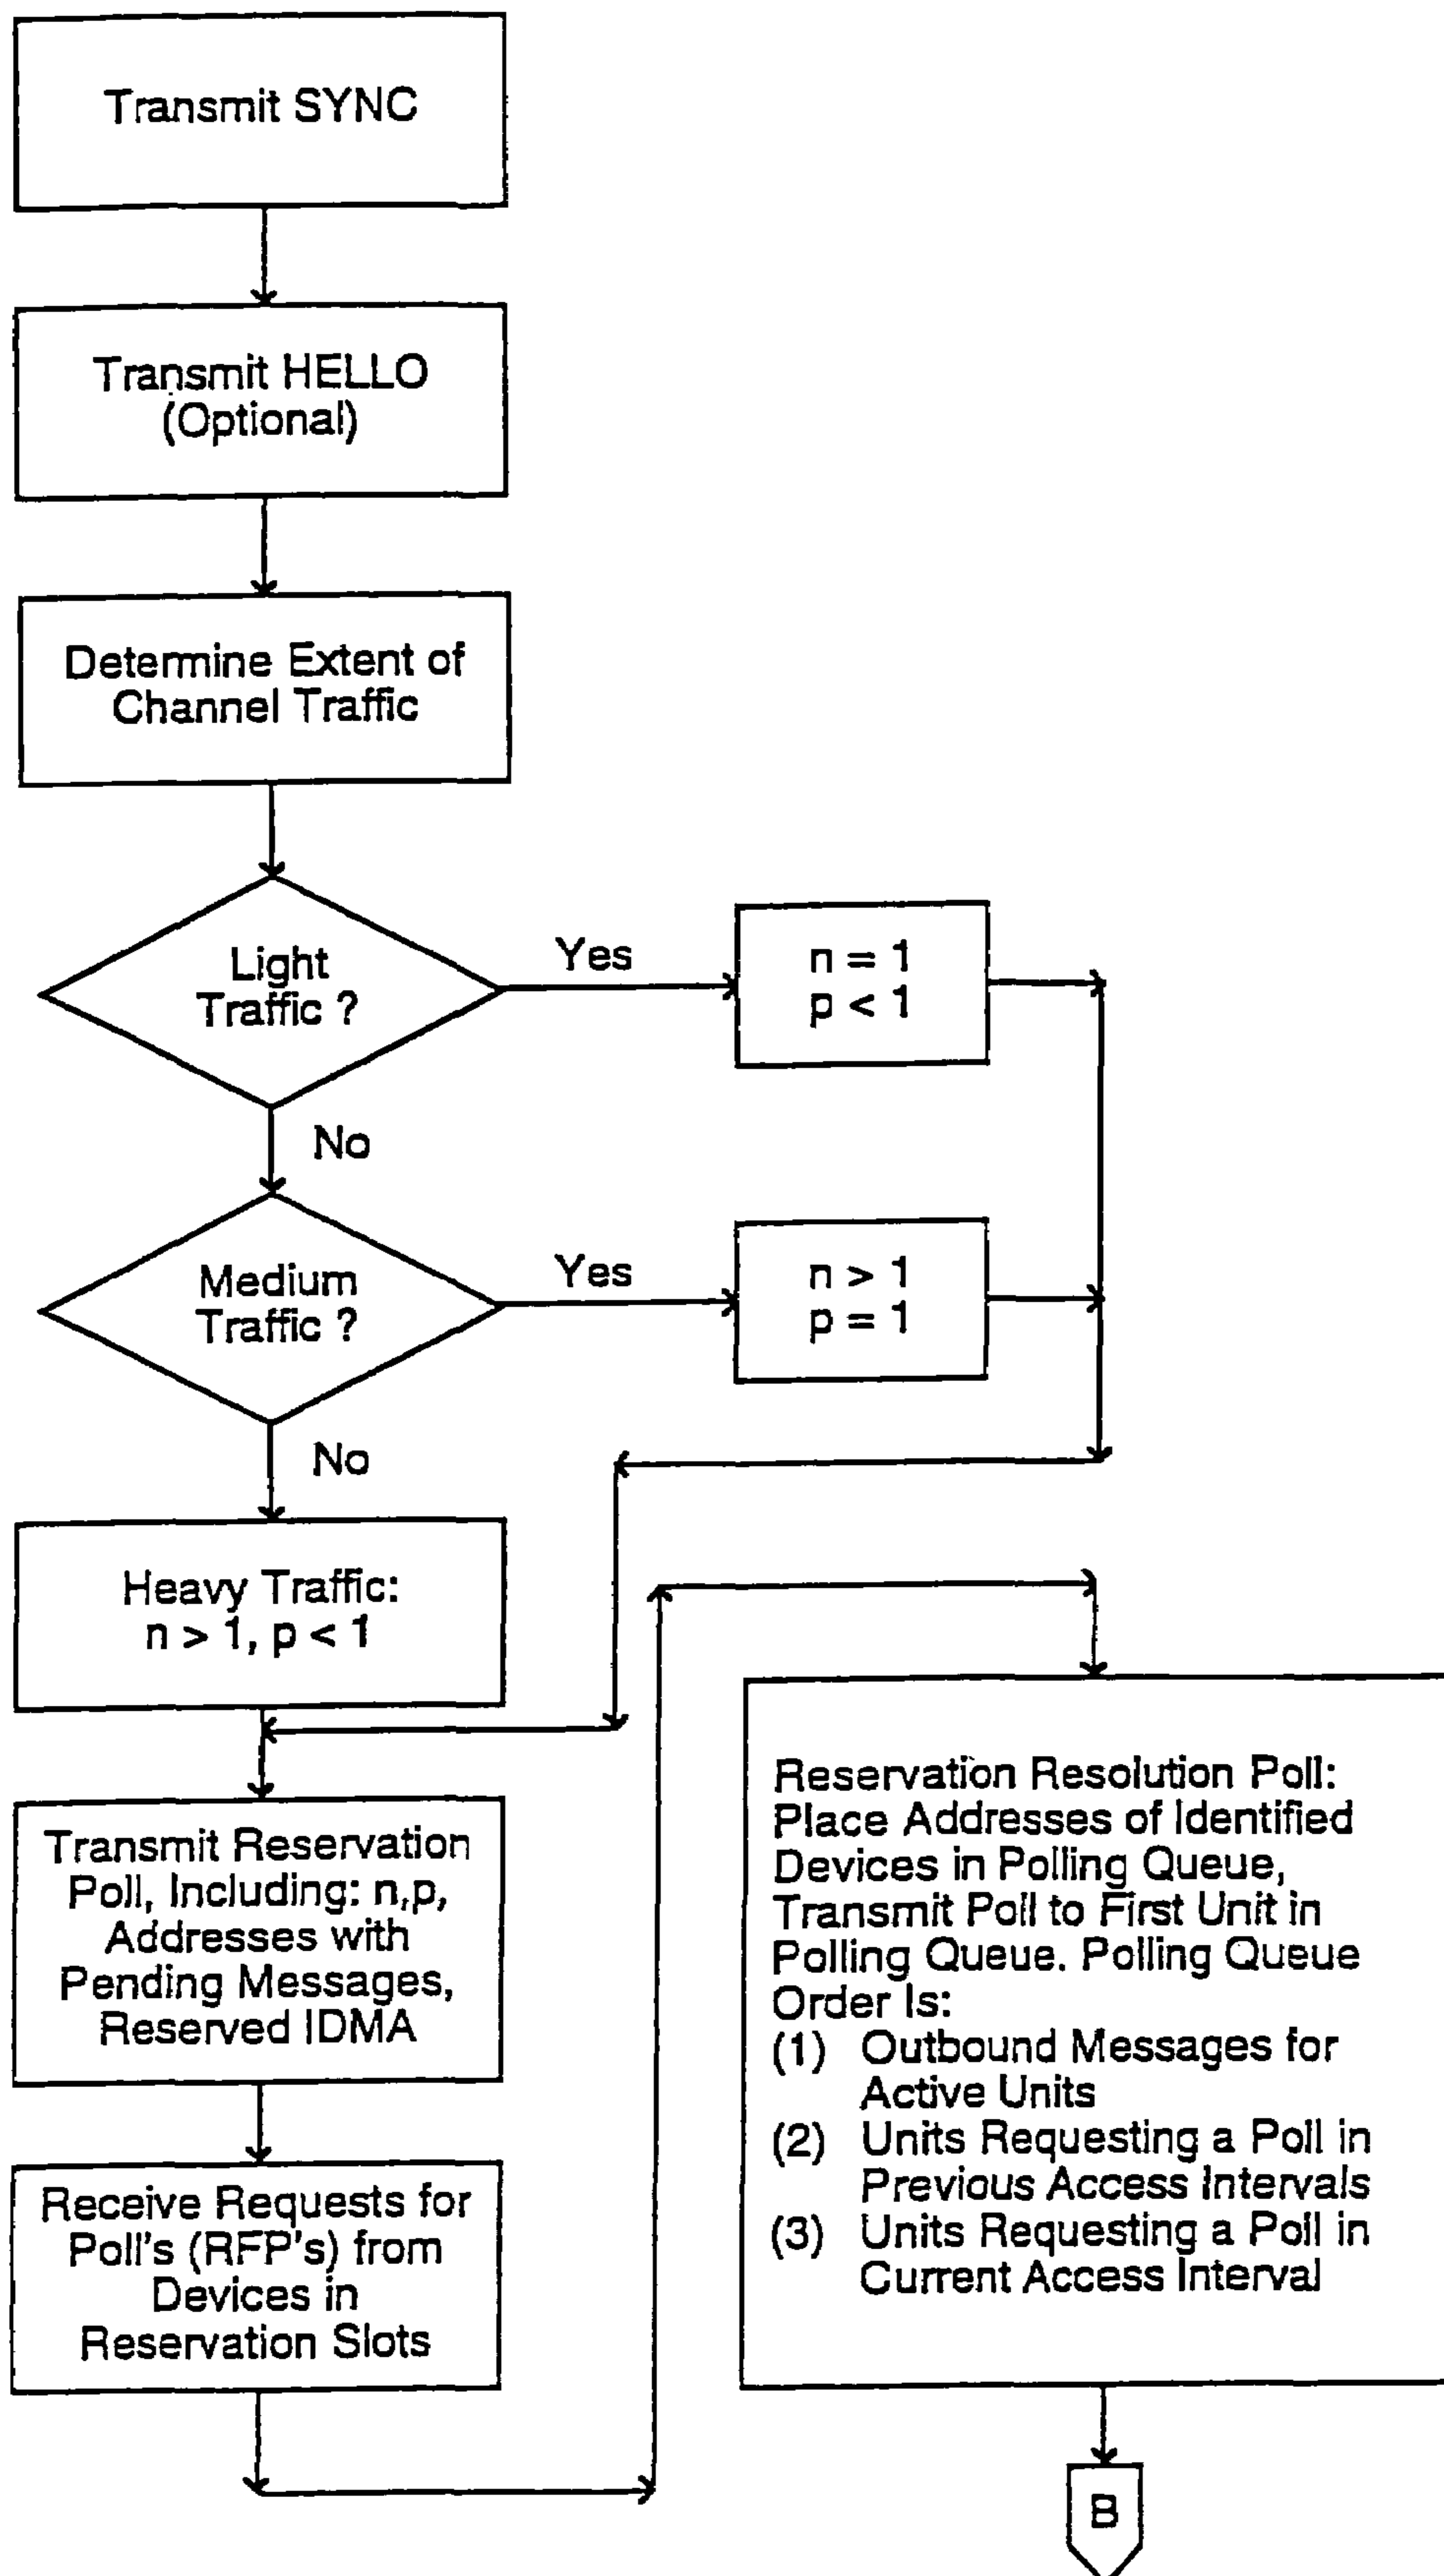 Transmit SYNC
Transmit HELLO
(Optional)
Determine Extent of
Channel Traffic
Light
Traffic ?
Yes
n = 1
p < 1
No
Medium
Traffic ?
Yes
n > 1
p = 1
No
Heavy Traffic:
n > 1, p < 1
Transmit Reservation
Poll, Including: n,p,
Addresses with
Pending Messages,
Reserved IDMA
Receive Requests for
Poll's (RFP's) from
Devices in
Reservation Slots
Reservation Resolution Poll:
Place Addresses of Identified
Devices in Polling Queue,
Transmit Poll to First Unit in
Polling Queue. Polling Queue
Order Is:
(1) Outbound Messages for
Active Units
(2) Units Requesting a Poll in
Previous Access Intervals
(3) Units Requesting a Poll in
Current Access Interval
B